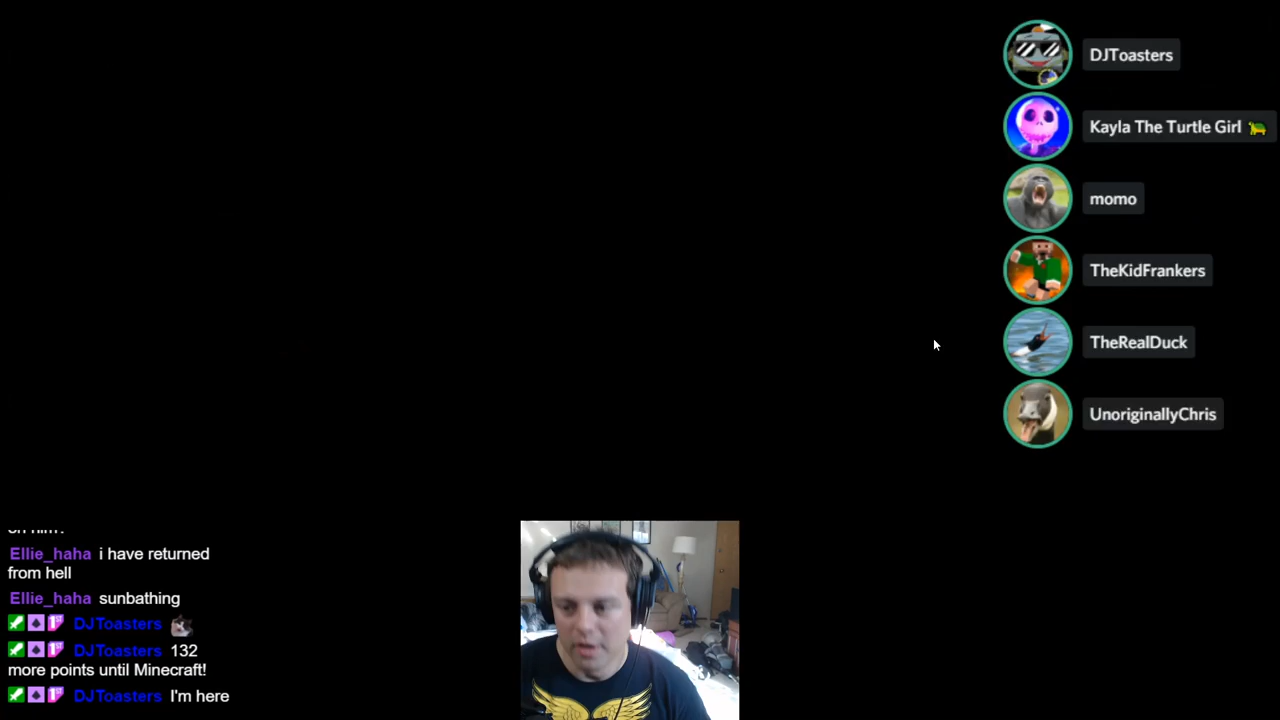 DJToasters
Kayla The Turtle Girl 🐢
momo
TheKidFrankers
TheRealDuck
UnoriginallyChris
Ellie_haha i have returned
from hell
Ellie_haha sunbathing
DJToasters
DJToasters 132
more points until Minecraft!
DJToasters I'm here